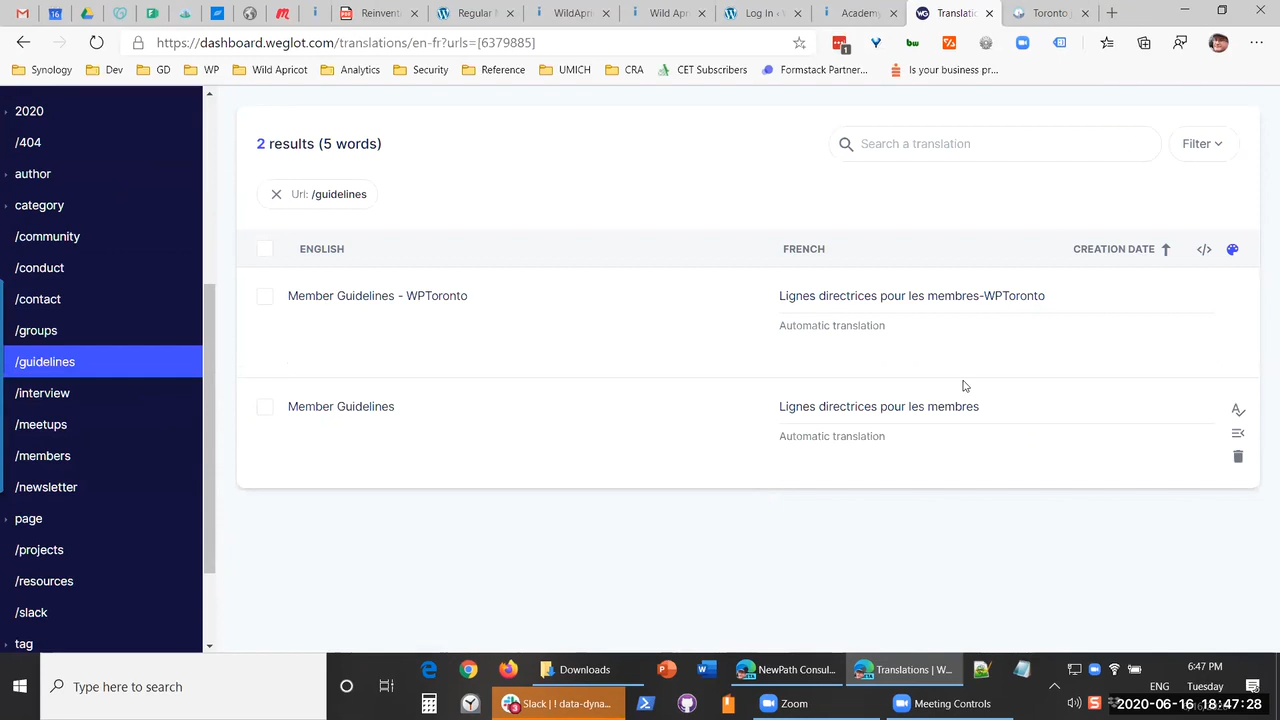 Reinvent
Regular M
WildApri
Wild Apr
Log In ‹ W
Academy
Translatic
Toronto
https://dashboard.weglot.com/translations/en-fr?urls=[6379885]
1
Synology
Dev
GD
WP
Wild Apricot
Analytics
Security
Reference
UMICH
CRA
CET Subscribers
Formstack Partner...
Is your business pr...
2020
/404
author
category
/community
/conduct
/contact
/groups
/guidelines
/interview
/meetups
/members
/newsletter
page
/projects
/resources
/slack
tag
2 results (5 words)
Search a translation
Filter
Url: /guidelines
ENGLISH
FRENCH
CREATION DATE
Member Guidelines - WPToronto
Lignes directrices pour les membres-WPToronto
Automatic translation
Member Guidelines
Lignes directrices pour les membres
Automatic translation
Type here to search
Downloads
NewPath Consul...
Translations | W...
Slack | ! data-dyna...
Zoom
Meeting Controls
ENG
6:47 PM
Tuesday
2020-06-16 18:47:28